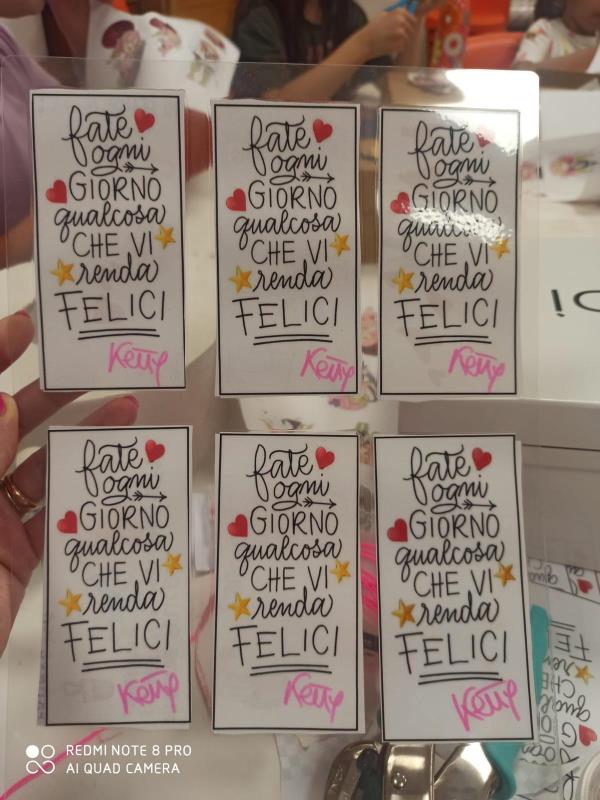 fate
ogni
GIORNO
qualcosa
CHE VI
renda
FELICI
Ketty
fate
ogni
GIORNO
qualcosa
CHE VI
renda
FELICI
Ketty
fate
ogni
GIORNO
qualcosa
CHE VI
renda
FELICI
Ketty
fate
ogni
GIORNO
qualcosa
CHE VI
renda
FELICI
Ketty
fate
ogni
GIORNO
qualcosa
CHE VI
renda
FELICI
Ketty
fate
ogni
GIORNO
qualcosa
CHE VI
renda
FELICI
Ketty
REDMI NOTE 8 PRO
AI QUAD CAMERA